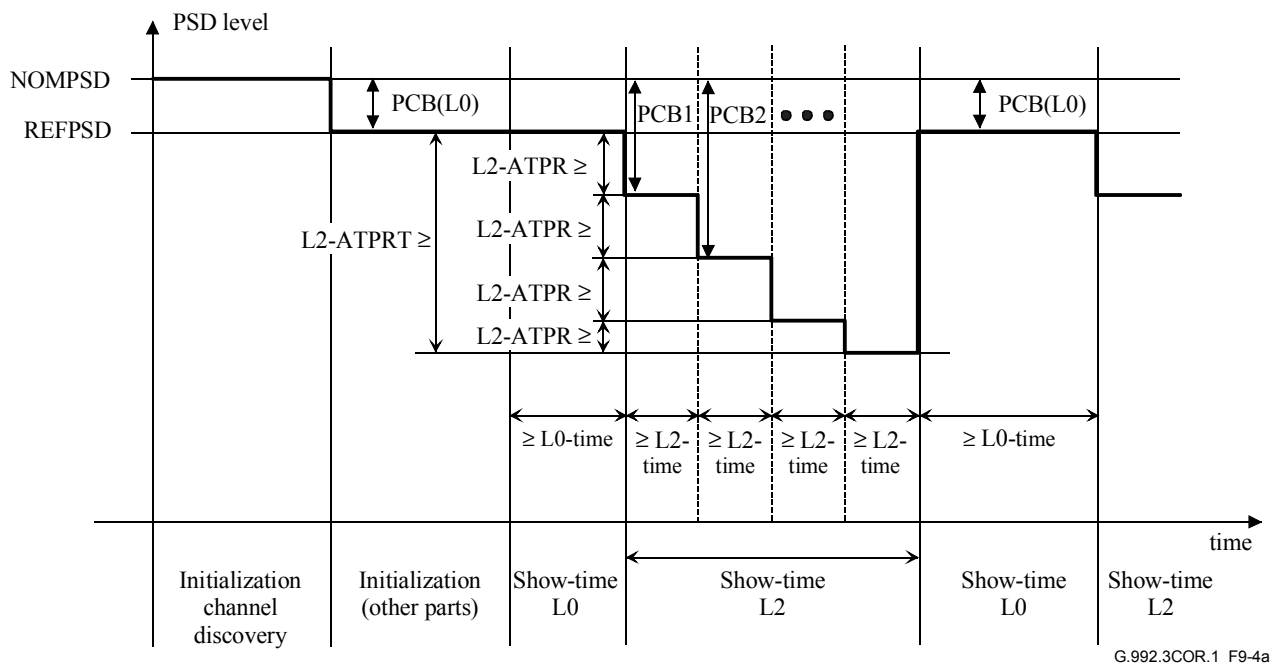 PSD level
NOMPSD
PCB(L0)
PCB1
PCB2
PCB(L0)
REFPSD
L2-ATPR ≥
L2-ATPRT ≥
L2-ATPR ≥
L2-ATPR ≥
L2-ATPR ≥
≥ L0-time
≥ L2-
time
≥ L2-
time
≥ L2-
time
≥ L2-
time
≥ L0-time
time
Initialization
channel
discovery
Initialization
(other parts)
Show-time
L0
Show-time
L2
Show-time
L0
Show-time
L2
G.992.3COR.1_F9-4a